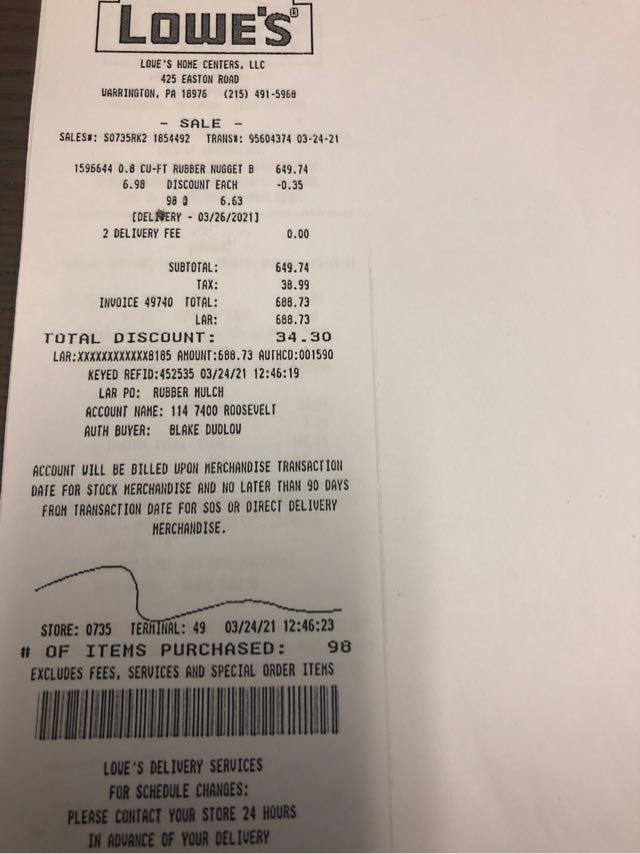 LOWE'S®
LOWE'S HOME CENTERS, LLC
425 EASTON ROAD
WARRINGTON, PA 18976 (215) 491-5960
- SALE -
SALES#: S0735RK2 1854492 TRANS#: 95604374 03-24-21
1596644 0.8 CU-FT RUBBER NUGGET B 649.74
6.98 DISCOUNT EACH -0.35
98 @ 6.63
[DELIVERY - 03/26/2021]
2 DELIVERY FEE 0.00
SUBTOTAL: 649.74
TAX: 38.99
INVOICE 49740 TOTAL: 688.73
LAR: 688.73
TOTAL DISCOUNT: 34.30
LAR:XXXXXXXXXXXX8185 AMOUNT:688.73 AUTHCD:001590
KEYED REFID:452535 03/24/21 12:46:19
LAR PO: RUBBER MULCH
ACCOUNT NAME: 114 7400 ROOSEVELT
AUTH BUYER: BLAKE DUDLOW
ACCOUNT WILL BE BILLED UPON MERCHANDISE TRANSACTION
DATE FOR STOCK MERCHANDISE AND NO LATER THAN 90 DAYS
FROM TRANSACTION DATE FOR SOS OR DIRECT DELIVERY
MERCHANDISE.
STORE: 0735 TERMINAL: 49 03/24/21 12:46:23
# OF ITEMS PURCHASED: 98
EXCLUDES FEES, SERVICES AND SPECIAL ORDER ITEMS
LOWE'S DELIVERY SERVICES
FOR SCHEDULE CHANGES:
PLEASE CONTACT YOUR STORE 24 HOURS
IN ADVANCE OF YOUR DELIVERY